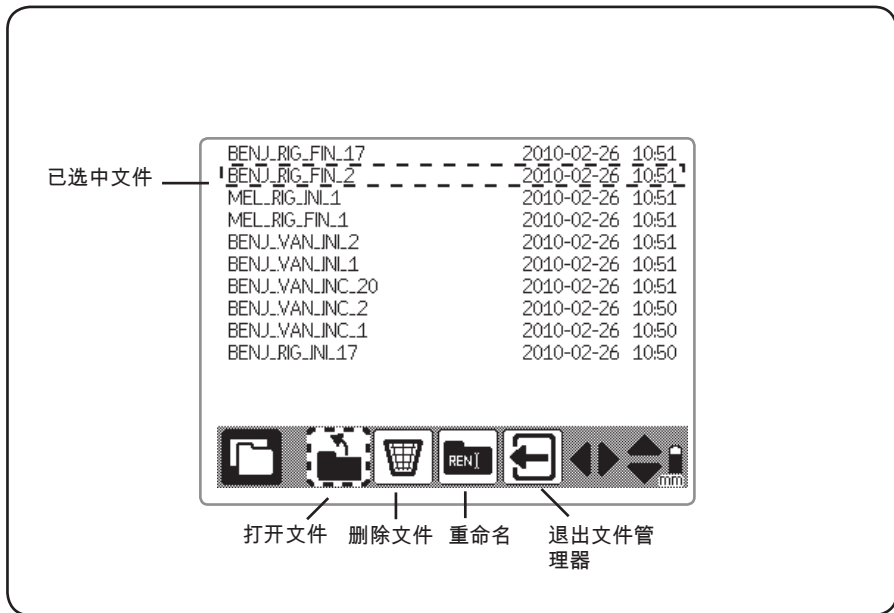 BENJ_RIG_FIN_17 2010-02-26 10:51
已选中文件
BENJ_RIG_FIN_2 2010-02-26 10:51
MEL_RIG_INI_1 2010-02-26 10:51
MEL_RIG_FIN_1 2010-02-26 10:51
BENJ_VAN_INI_2 2010-02-26 10:51
BENJ_VAN_INI_1 2010-02-26 10:51
BENJ_VAN_INC_20 2010-02-26 10:51
BENJ_VAN_INC_2 2010-02-26 10:50
BENJ_VAN_INC_1 2010-02-26 10:50
BENJ_RIG_INI_17 2010-02-26 10:50
REN
mm
打开文件 删除文件 重命名 退出文件管
理器